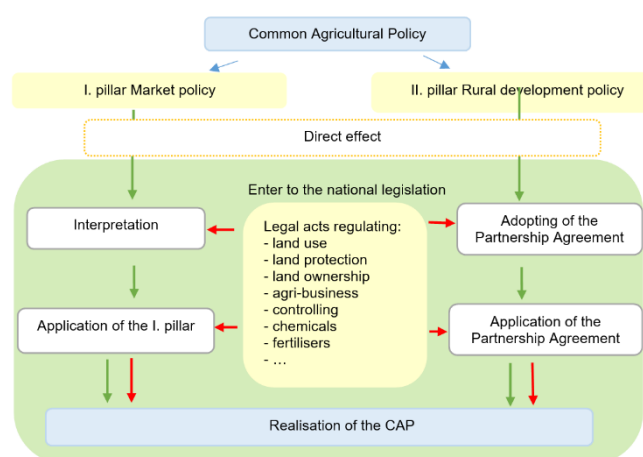 Common Agricultural Policy
I. pillar Market policy
II. pillar Rural development policy
Direct effect
Enter to the national legislation
Interpretation
Legal acts regulating:
- land use
- land protection
- land ownership
- agri-business
- controlling
- chemicals
- fertilisers
- ...
Adopting of the
Partnership Agreement
Application of the I. pillar
Application of the
Partnership Agreement
Realisation of the CAP